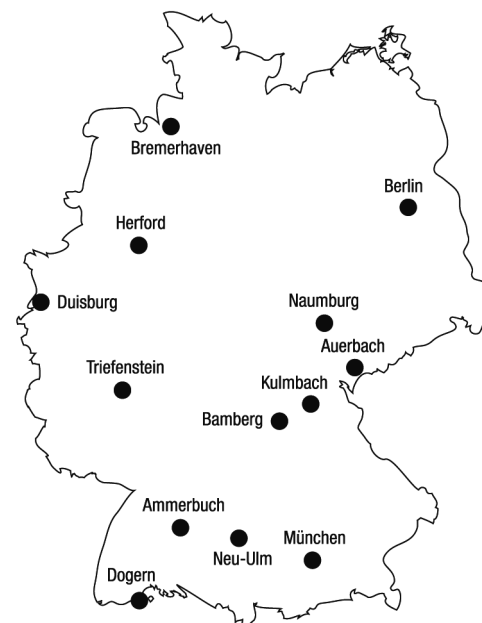 Bremerhaven
Berlin
Herford
Duisburg
Naumburg
Auerbach
Triefenstein
Kulmbach
Bamberg
Ammerbuch
Neu-Ulm
München
Dogern